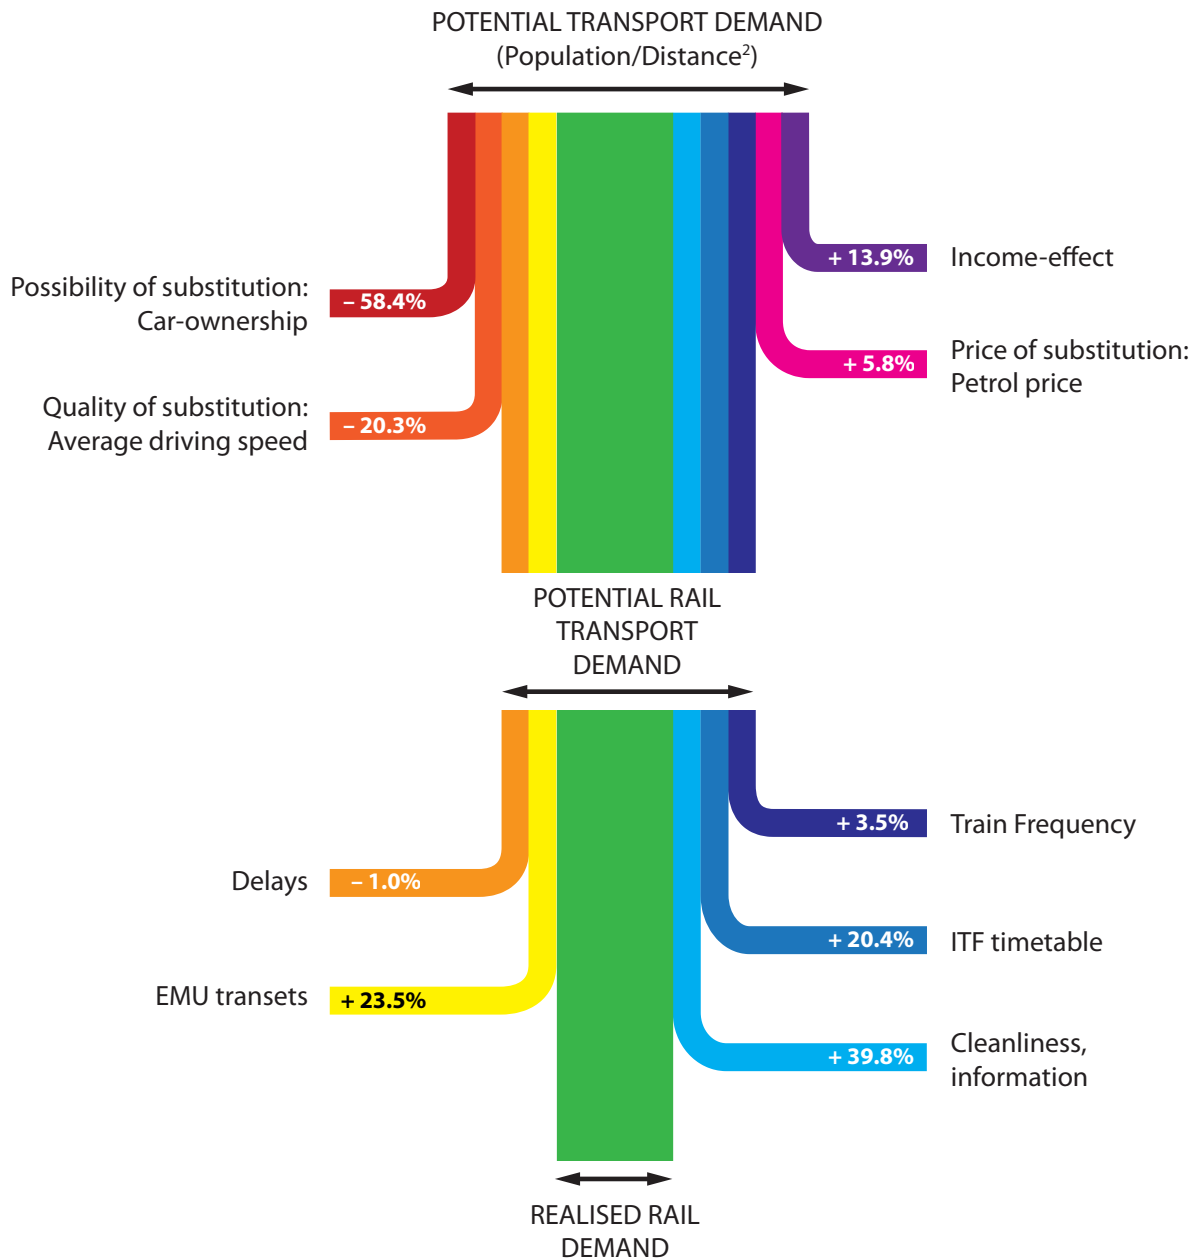 POTENTIAL TRANSPORT DEMAND
(Population/Distance²)
+ 13.9%
Income-effect
Possibility of substitution:
Car-ownership
– 58.4%
+ 5.8%
Price of substitution:
Petrol price
Quality of substitution:
Average driving speed
– 20.3%
POTENTIAL RAIL
TRANSPORT
DEMAND
+ 3.5%
Train Frequency
Delays
– 1.0%
+ 20.4%
ITF timetable
EMU transets
+ 23.5%
+ 39.8%
Cleanliness,
information
REALISED RAIL
DEMAND